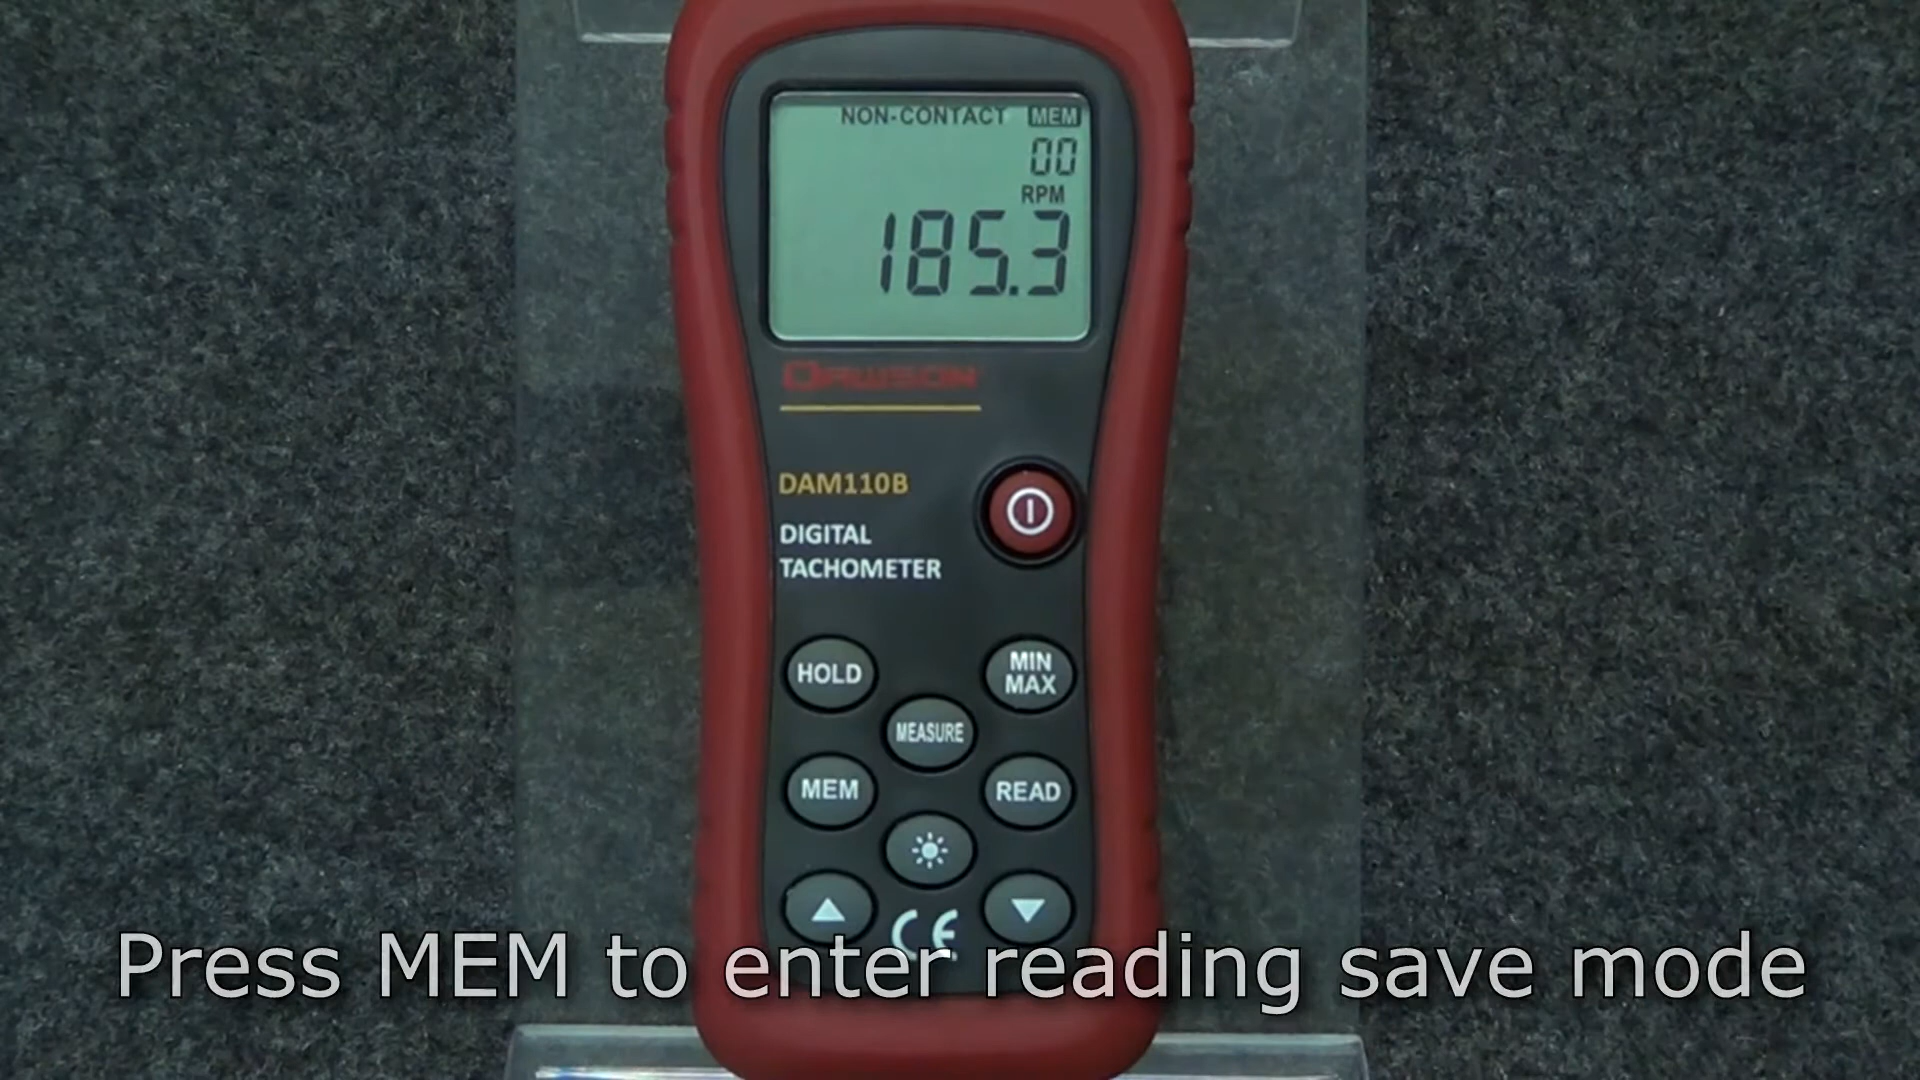 NON-CONTACT MEM
00
RPM
185.3
DAWSON
DAM110B
DIGITAL
TACHOMETER
HOLD
MIN
MAX
MEASURE
MEM
READ
CE
Press MEM to enter reading save mode